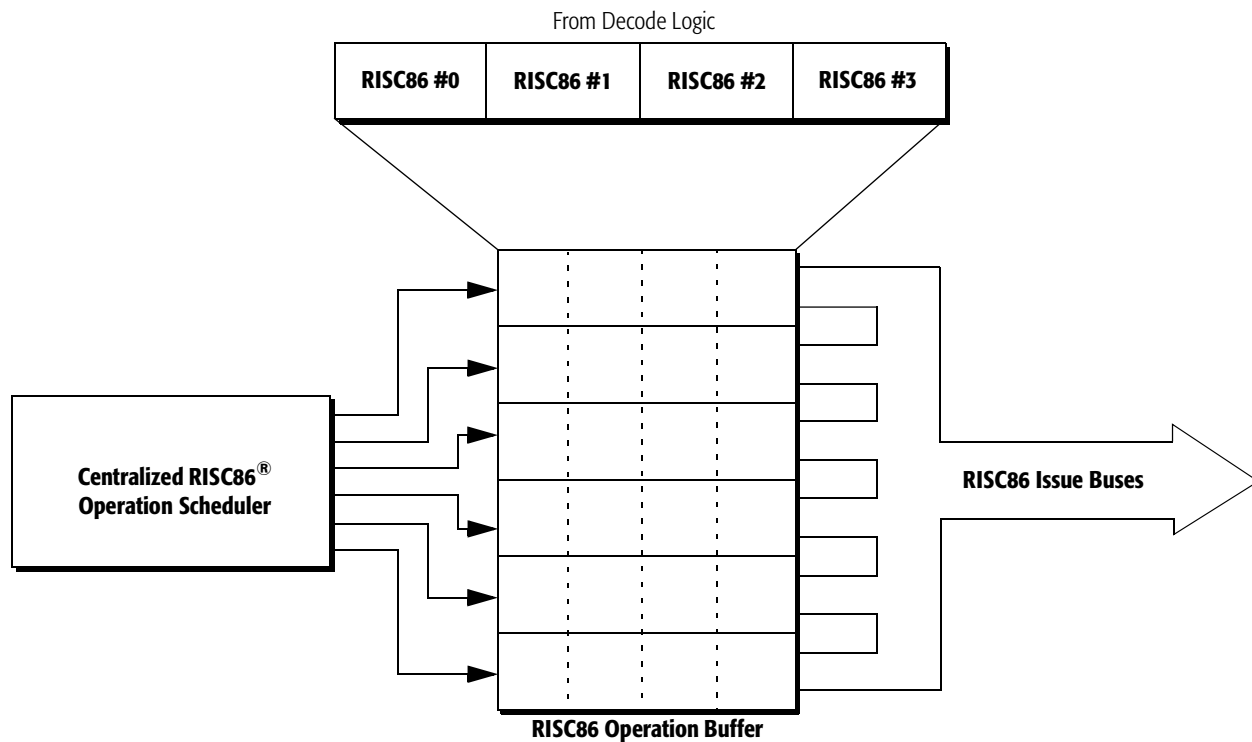 From Decode Logic
RISC86 #0
RISC86 #1
RISC86 #2
RISC86 #3
Centralized RISC86®
Operation Scheduler
RISC86 Issue Buses
RISC86 Operation Buffer